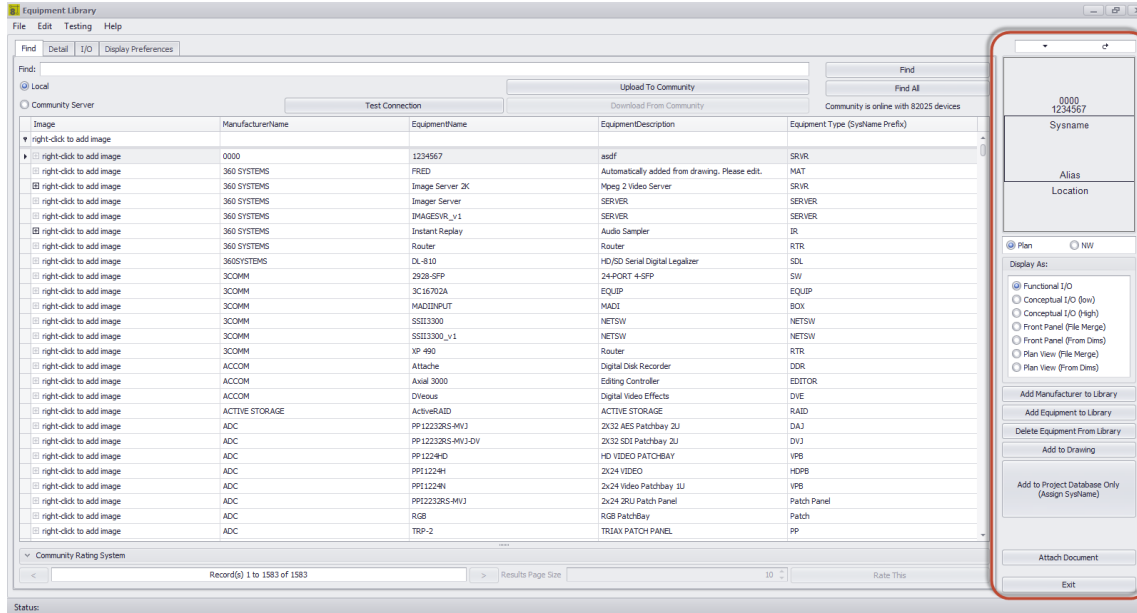 Equipment Library
File Edit Testing Help
Find Detail I/O Display Preferences
Find: Find
Local Upload To Community Find All
Community Server Test Connection Download From Community Community is online with 82025 devices
Image ManufacturerName EquipmentName EquipmentDescription Equipment Type (SysName Prefix)
right-click to add image
right-click to add image 0000 1234567 asdf SRVR
right-click to add image 360 SYSTEMS FRED Automatically added from drawing. Please edit. MAT
right-click to add image 360 SYSTEMS Image Server 2K Mpeg 2 Video Server SRVR
right-click to add image 360 SYSTEMS Imager Server SERVER SERVER
right-click to add image 360 SYSTEMS IMAGESVR_v1 SERVER SERVER
right-click to add image 360 SYSTEMS Instant Replay Audio Sampler IR
right-click to add image 360 SYSTEMS Router Router RTR
right-click to add image 360SYSTEMS DL-810 HD/SD Serial Digital Legalizer SDL
right-click to add image 3COMM 2928-SFP 24-PORT 4-SFP SW
right-click to add image 3COMM 3C16702A EQUIP EQUIP
right-click to add image 3COMM MADIINPUT MADI BOX
right-click to add image 3COMM SSII3300 NETSW NETSW
right-click to add image 3COMM SSII3300_v1 NETSW NETSW
right-click to add image 3COMM XP 490 Router RTR
right-click to add image ACCOM Attache Digital Disk Recorder DDR
right-click to add image ACCOM Axial 3000 Editing Controller EDITOR
right-click to add image ACCOM DVeous Digital Video Effects DVE
right-click to add image ACTIVE STORAGE ActiveRAID ACTIVE STORAGE RAID
right-click to add image ADC PP12232RS-MVJ 2X32 AES Patchbay 2U DAJ
right-click to add image ADC PP12232RS-MVJ-DV 2X32 SDI Patchbay 2U DVJ
right-click to add image ADC PP1224HD HD VIDEO PATCHBAY VPB
right-click to add image ADC PPI1224H 2X24 VIDEO HDPB
right-click to add image ADC PPI1224N 2x24 Video Patchbay 1U VPB
right-click to add image ADC PPI2232RS-MVJ 2x24 2RU Patch Panel Patch Panel
right-click to add image ADC RGB RGB PatchBay Patch
right-click to add image ADC TRP-2 TRIAX PATCH PANEL PP
Community Rating System
< Record(s) 1 to 1583 of 1583 > Results Page Size 10 Rate This
Status:
0000
1234567
Sysname
Alias
Location
Plan NW
Display As:
Functional I/O
Conceptual I/O (low)
Conceptual I/O (High)
Front Panel (File Merge)
Front Panel (From Dims)
Plan View (File Merge)
Plan View (From Dims)
Add Manufacturer to Library
Add Equipment to Library
Delete Equipment From Library
Add to Drawing
Add to Project Database Only
(Assign SysName)
Attach Document
Exit